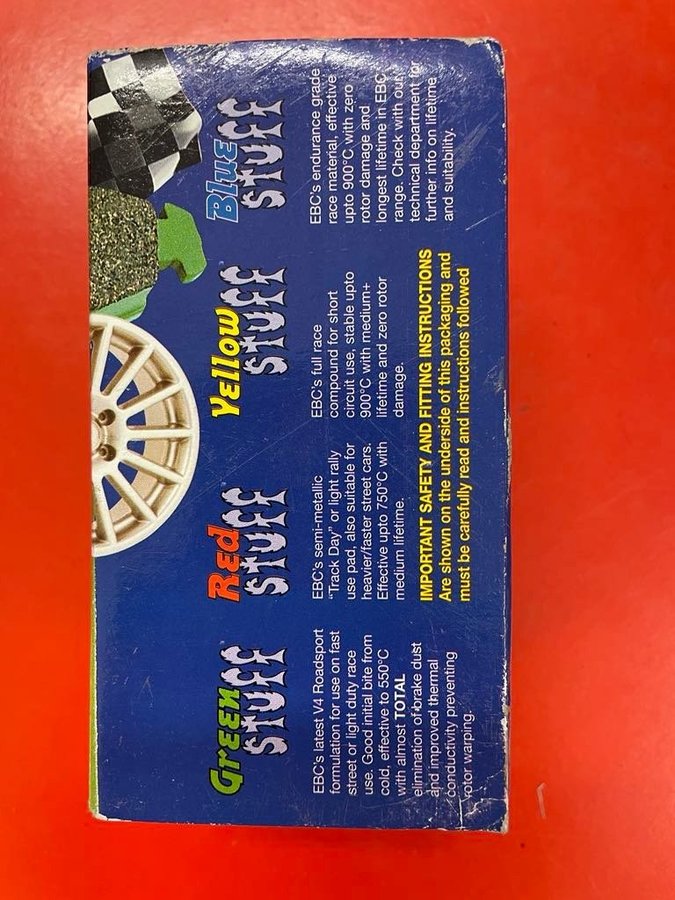 Green
STUFF™
EBC's latest V4 Roadsport
formulation for use on fast
street or light duty race
use. Good initial bite from
cold, effective to 550°C
with almost TOTAL
elimination of brake dust
and improved thermal
conductivity preventing
rotor warping.
Red
STUFF™
EBC's semi-metallic
"Track Day" or light rally
use pad, also suitable for
heavier/faster street cars.
Effective upto 750°C with
medium lifetime.
Yellow
STUFF™
EBC's full race
compound for short
circuit use, stable upto
900°C with medium+
lifetime and zero rotor
damage.
Blue
STUFF™
EBC's endurance grade
race material, effective
upto 900°C with zero
rotor damage and
longest lifetime in EBC
range. Check with our
technical department for
further info on lifetime
and suitability.
IMPORTANT SAFETY AND FITTING INSTRUCTIONS
Are shown on the underside of this packaging and
must be carefully read and instructions followed